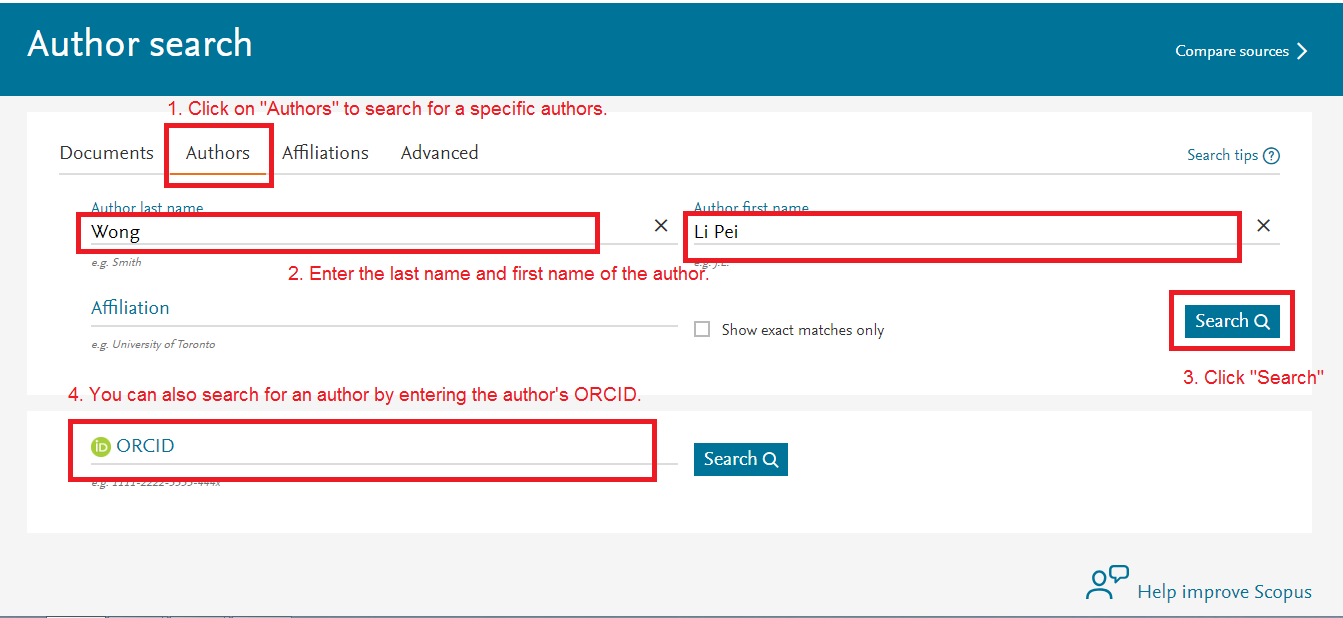 Author search
Compare sources
1. Click on "Authors" to search for a specific authors.
Documents Authors Affiliations Advanced Search tips ?
Author last name Author first name
Wong Li Pei
e.g. Smith e.g. J.L.
2. Enter the last name and first name of the author.
Affiliation
Show exact matches only Search
e.g. University of Toronto
3. Click "Search"
4. You can also search for an author by entering the author's ORCID.
iD ORCID
Search
e.g. 1111-2222-3333-444x
Help improve Scopus